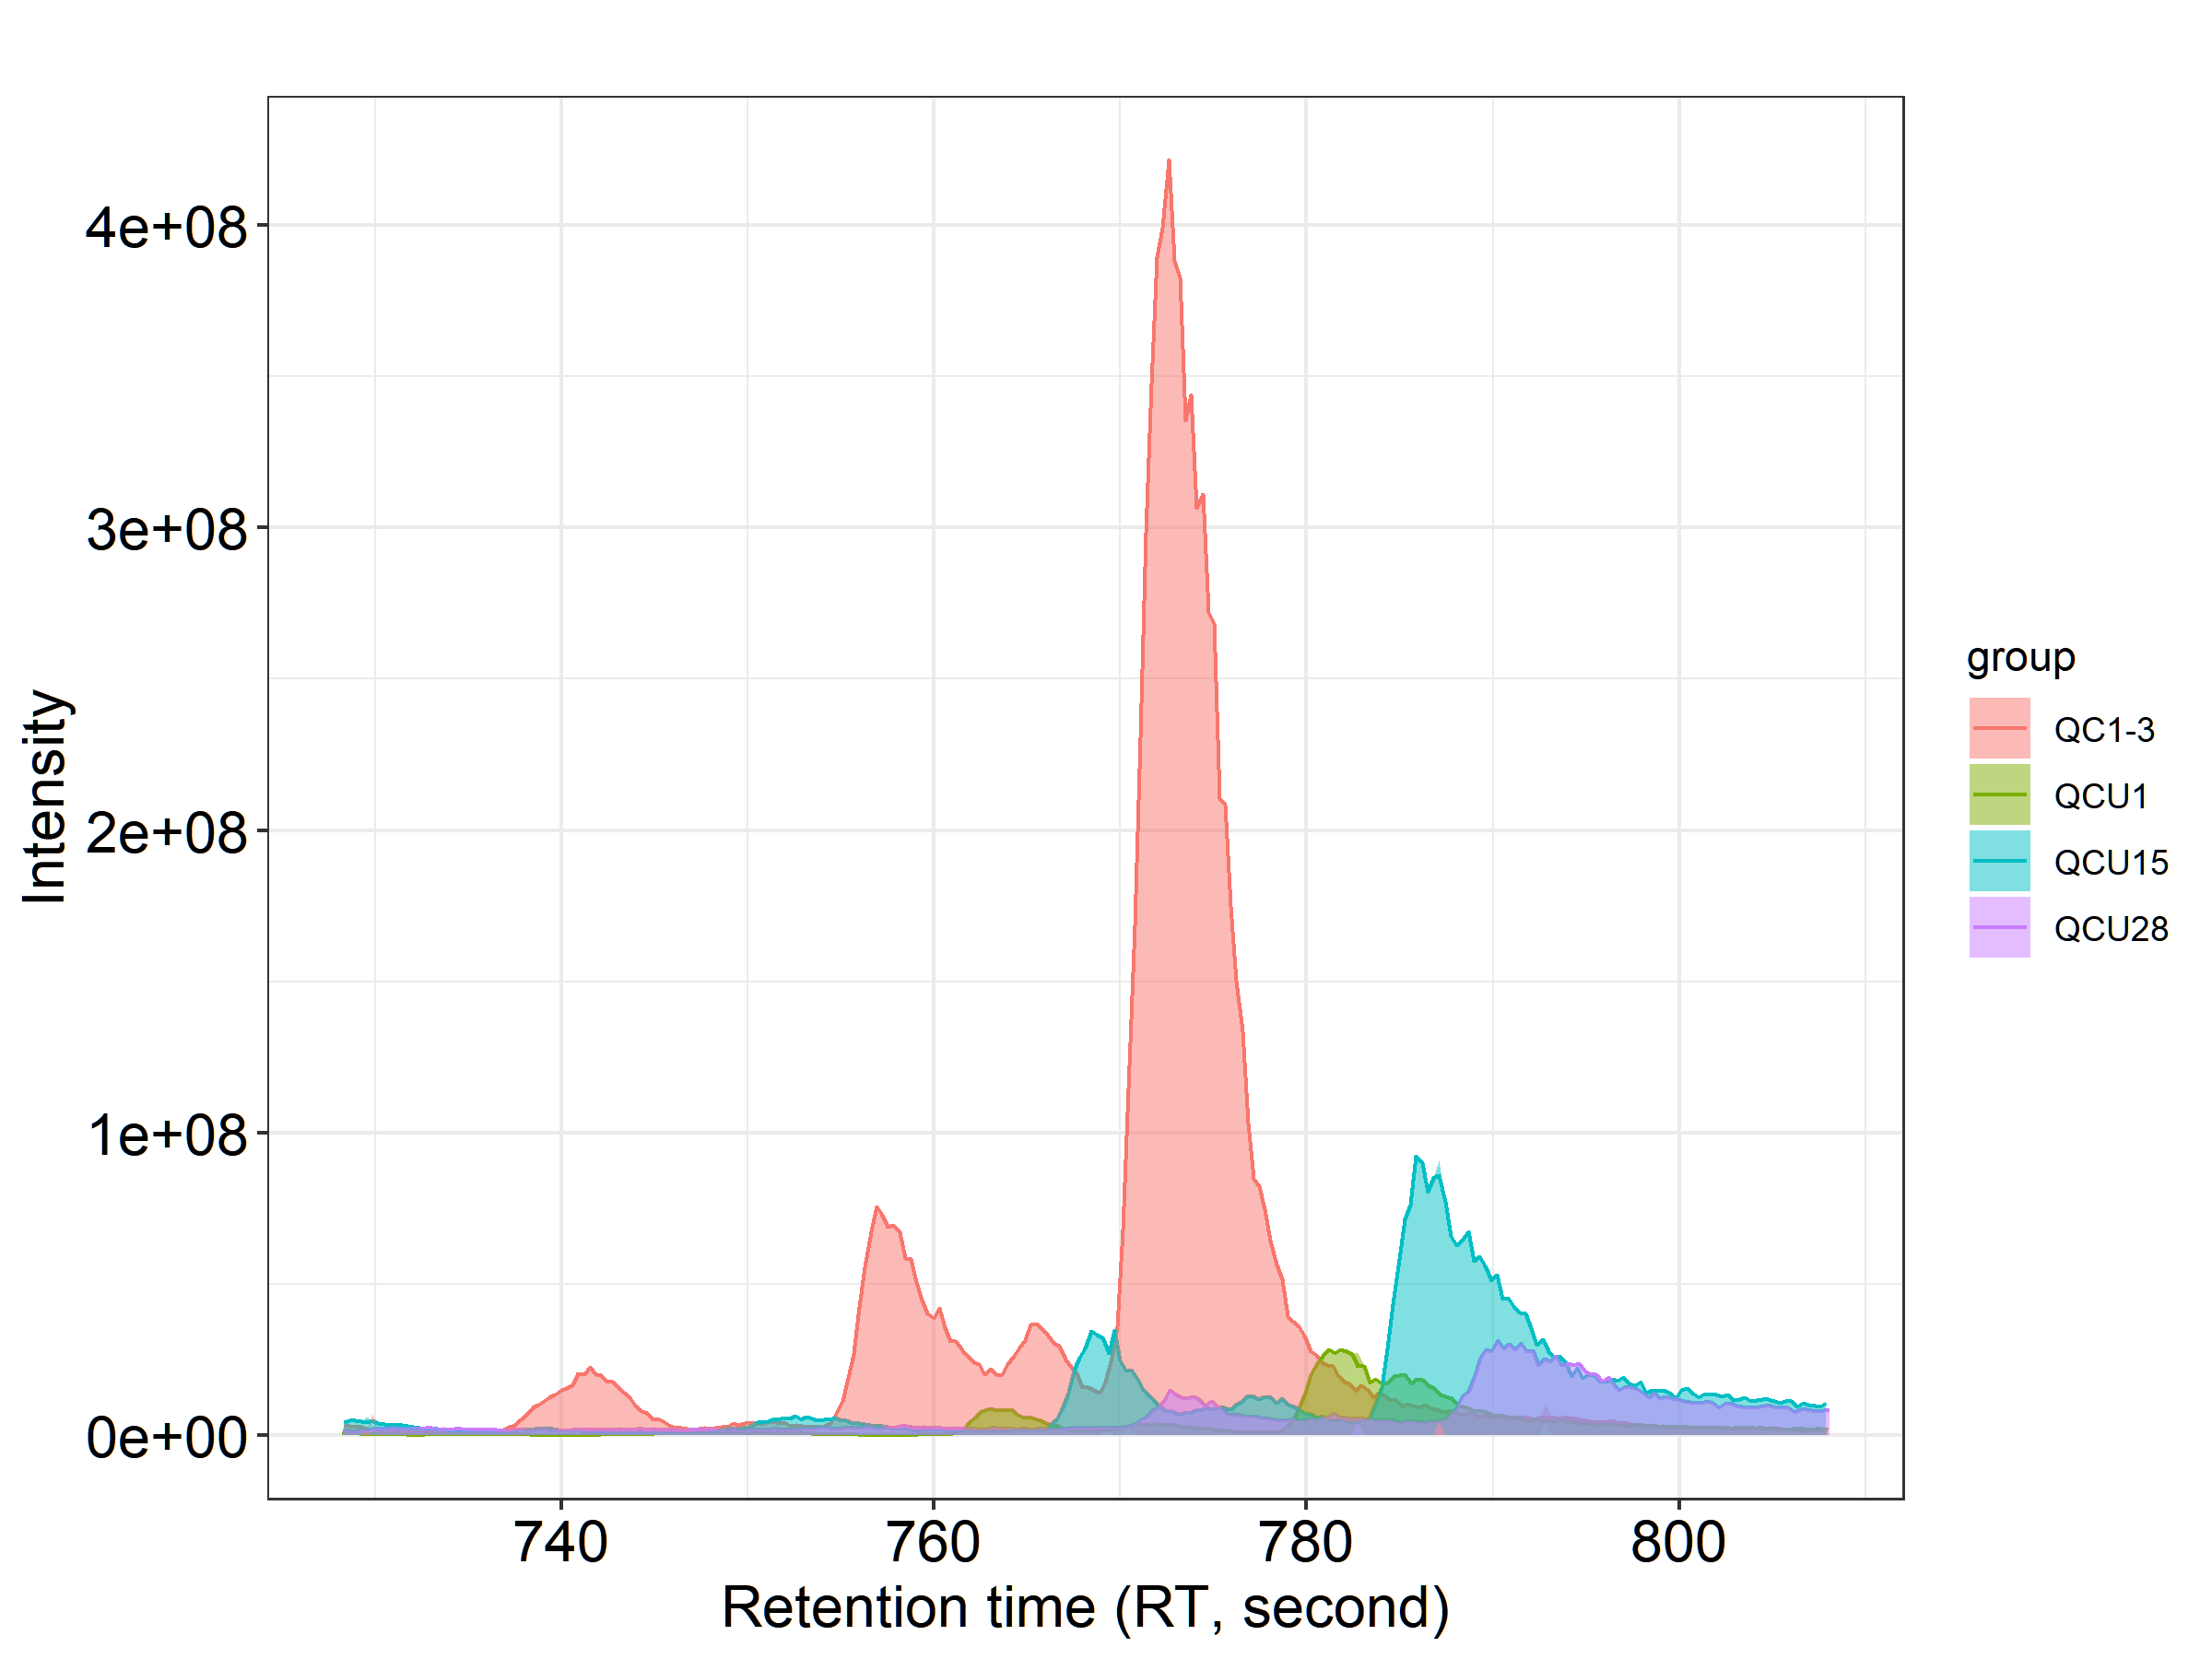 4e+08
3e+08
2e+08
1e+08
0e+00
Intensity
740 760 780 800
Retention time (RT, second)
group
QC1-3
QCU1
QCU15
QCU28